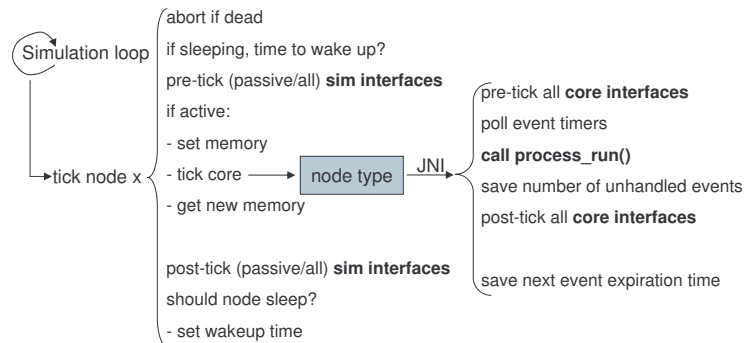 Simulation loop
tick node x
abort if dead
if sleeping, time to wake up?
pre-tick (passive/all) sim interfaces
if active:
- set memory
- tick core
- get new memory
post-tick (passive/all) sim interfaces
should node sleep?
- set wakeup time
node type
JNI
pre-tick all core interfaces
poll event timers
call process_run()
save number of unhandled events
post-tick all core interfaces
save next event expiration time